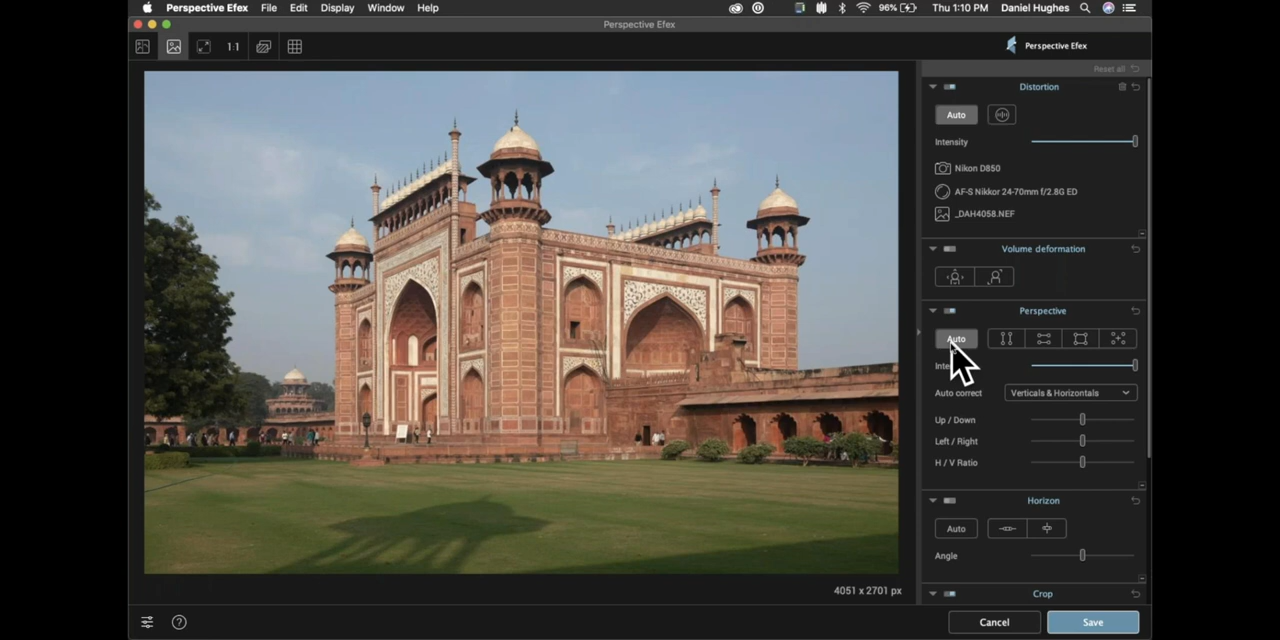 Perspective Efex File Edit Display Window Help 96% Thu 1:10 PM Daniel Hughes
Perspective Efex
1:1 Perspective Efex
Reset all
Distortion
Auto
Intensity
Nikon D850
AF-S Nikkor 24-70mm f/2.8G ED
_DAH4058.NEF
Volume deformation
Perspective
Auto
Auto correct Verticals & Horizontals
Up / Down
Left / Right
H / V Ratio
Horizon
Auto
Angle
4051 x 2701 px
Crop
Cancel Save